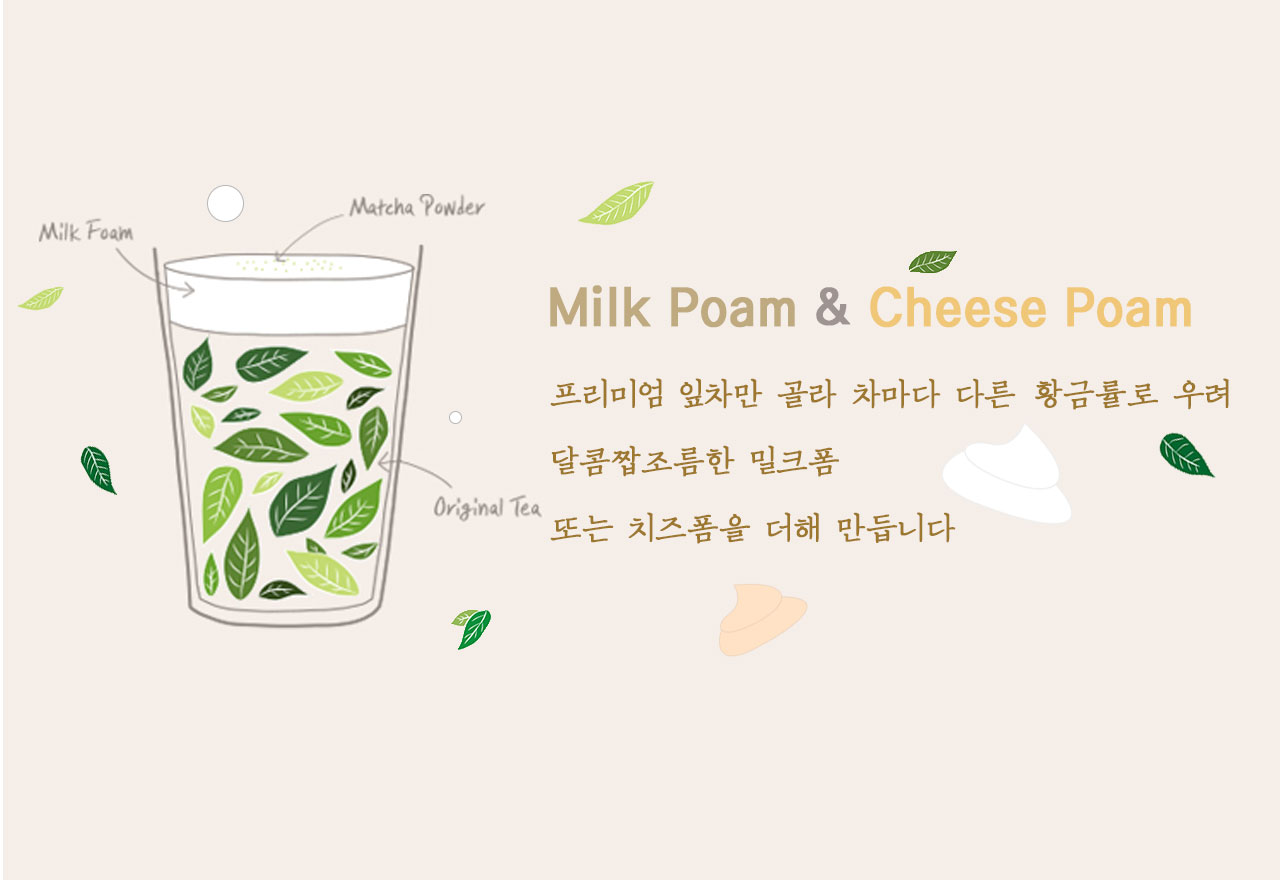 Matcha Powder
Milk Foam
Original Tea
Milk Poam & Cheese Poam
프리미엄 잎차만 골라 차마다 다른 황금률로 우려
달콤짭조름한 밀크폼
또는 치즈폼을 더해 만듭니다